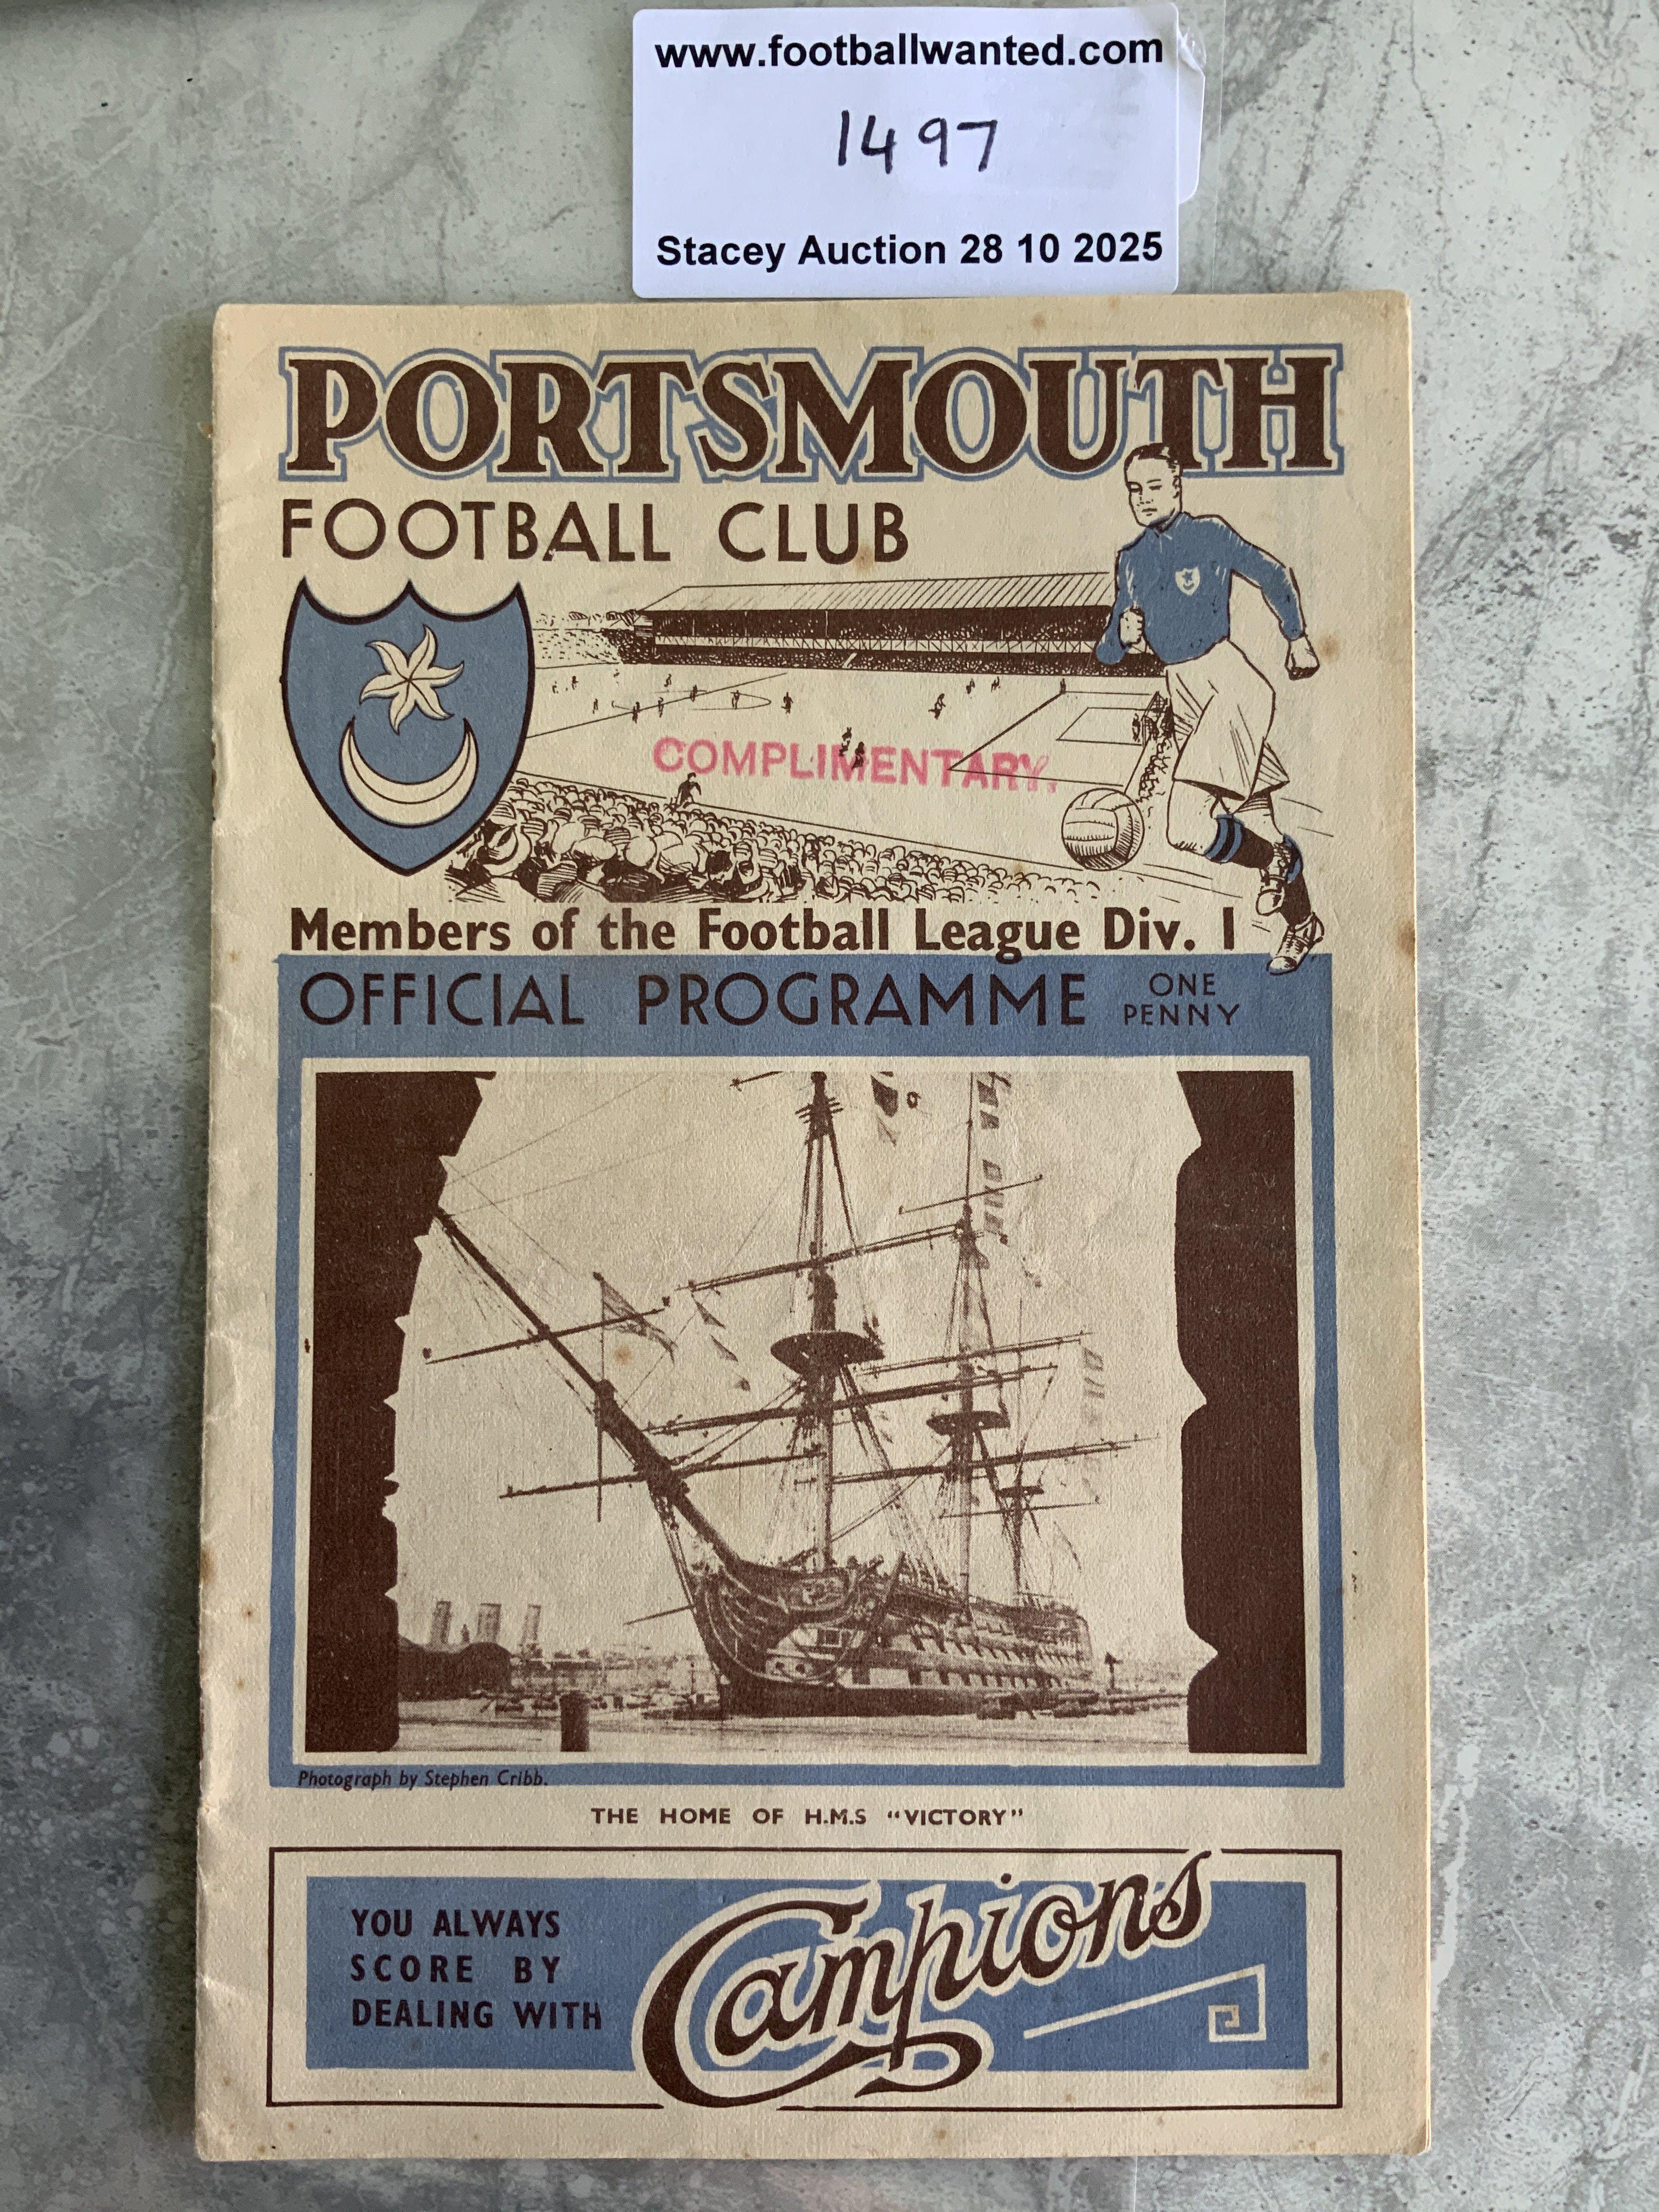 www.footballwanted.com
1497
Stacey Auction 28 10 2025
PORTSMOUTH
FOOTBALL CLUB
COMPLIMENTARY.
Members of the Football League Div. 1
OFFICIAL PROGRAMME ONE PENNY
Photograph by Stephen Cribb.
THE HOME OF H.M.S "VICTORY"
YOU ALWAYS
SCORE BY
DEALING WITH
Campions